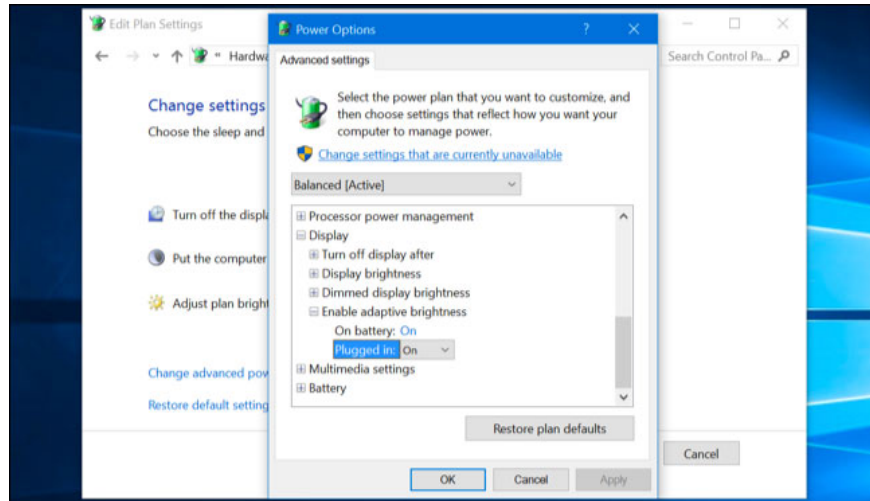 Edit Plan Settings
« Hardwa
Search Control Pa...
Change settings
Choose the sleep and
Turn off the displa
Put the computer
Adjust plan bright
Change advanced pow
Restore default setting
Cancel
Power Options
?
Advanced settings
Select the power plan that you want to customize, and
then choose settings that reflect how you want your
computer to manage power.
Change settings that are currently unavailable
Balanced [Active]
Processor power management
Display
Turn off display after
Display brightness
Dimmed display brightness
Enable adaptive brightness
On battery: On
Plugged in: On
Multimedia settings
Battery
Restore plan defaults
OK Cancel Apply